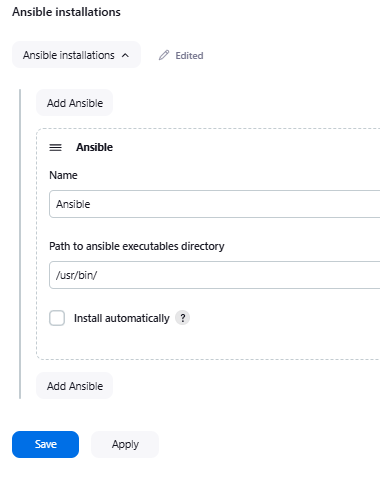 Ansible installations
Ansible installations
Edited
Add Ansible
Ansible
Name
Ansible
Path to ansible executables directory
/usr/bin/
Install automatically ?
Add Ansible
Save
Apply